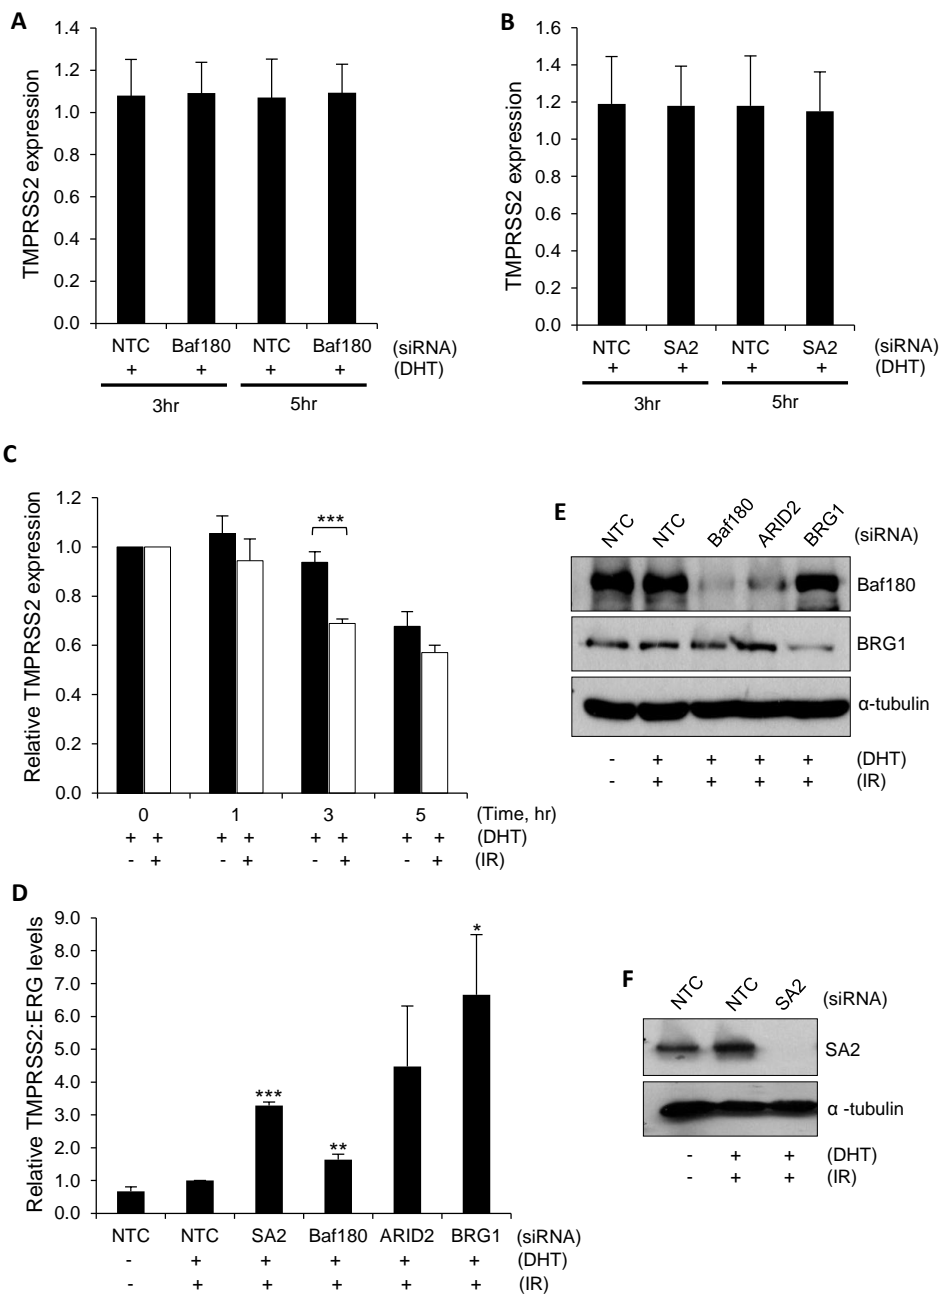 A
TMPRSS2 expression
1.4
1.2
1.0
0.8
0.6
0.4
0.2
0.0
NTC Baf180 NTC Baf180 (siRNA)
+ + + + (DHT)
3hr 5hr
B
TMPRSS2 expression
1.6
1.4
1.2
1.0
0.8
0.6
0.4
0.2
0.0
NTC SA2 NTC SA2 (siRNA)
+ + + + (DHT)
3hr 5hr
C
Relative TMPRSS2 expression
1.2
1.0
0.8
0.6
0.4
0.2
0.0
***
0 1 3 5 (Time, hr)
+ + + + + + + + (DHT)
- + - + - + - + (IR)
D
Relative TMPRSS2:ERG levels
9.0
8.0
7.0
6.0
5.0
4.0
3.0
2.0
1.0
0.0
*** ** *
NTC NTC SA2 Baf180 ARID2 BRG1 (siRNA)
- + + + + + (DHT)
- + + + + + (IR)
E
NTC NTC Baf180 ARID2 BRG1 (siRNA)
Baf180
BRG1
α-tubulin
- + + + + (DHT)
- + + + + (IR)
F
NTC NTC SA2 (siRNA)
SA2
α -tubulin
- + + (DHT)
- + + (IR)